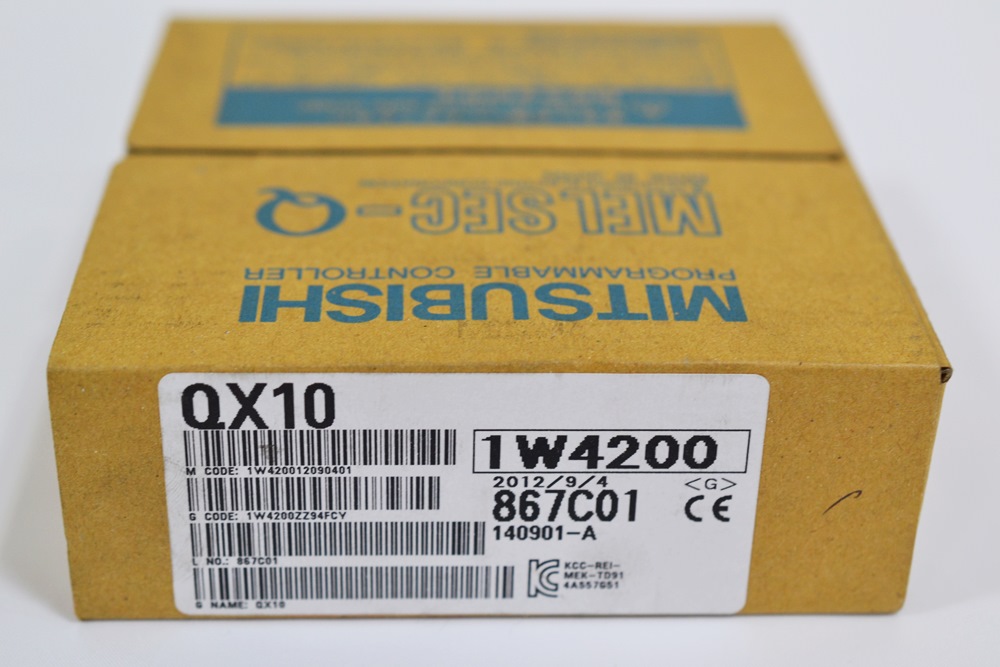 MELSEC-Q
PROGRAMMABLE CONTROLLER
MITSUBISHI
QX10
M CODE: 1W420012090401
1W4200
2012/9/4 <G>
G CODE: 1W4200ZZ94FCY
867C01 CE
140901-A
L NO.: 867C01
KCC-REI-
MEK-TD91
4A557G51
G NAME: QX10